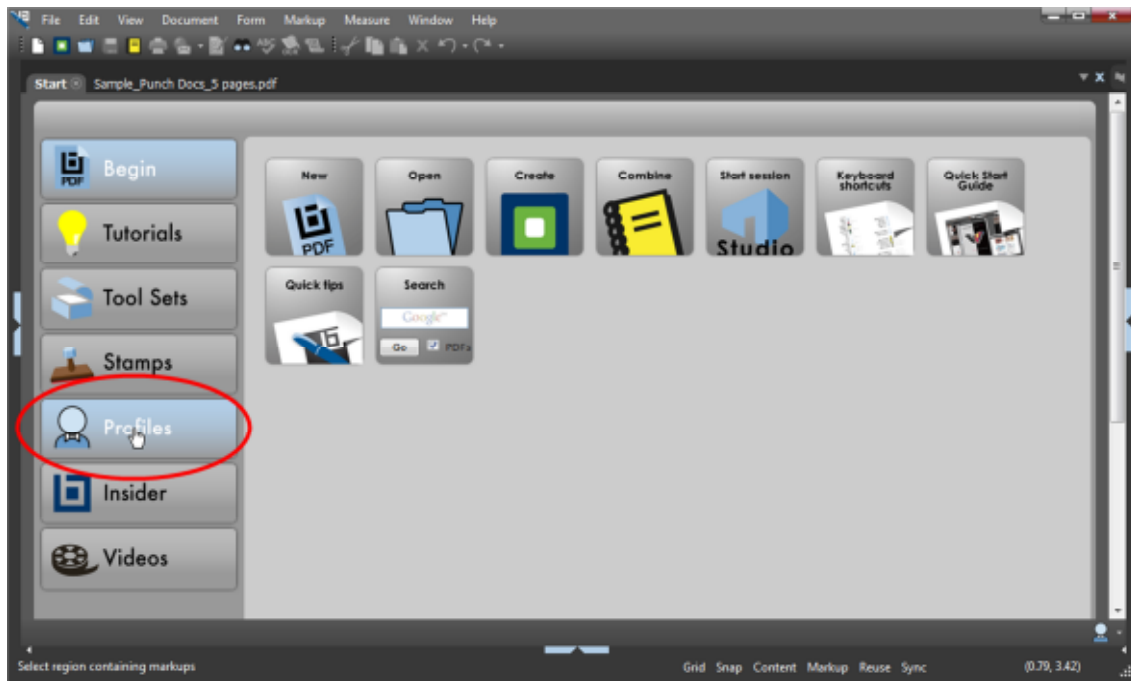 File Edit View Document Form Markup Measure Window Help
Start Sample_Punch Docs_5 pages.pdf
Begin
PDF
Tutorials
Tool Sets
Stamps
Profiles
Insider
Videos
New Open Create Combine Start session Keyboard shortcuts Quick Start Guide
PDF
Studio
Quick tips Search
Google
Go PDFs
Select region containing markups Grid Snap Content Markup Reuse Sync (0.79, 3.42)